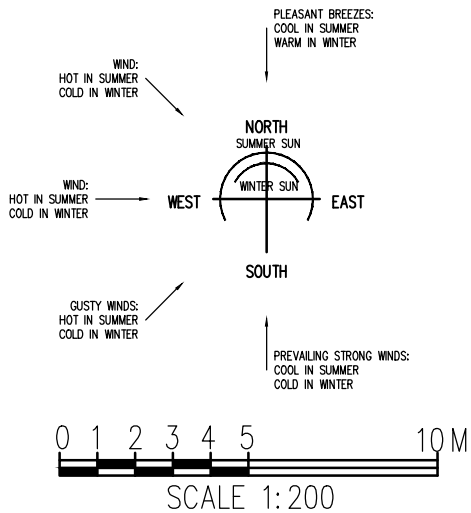 PLEASANT BREEZES:
COOL IN SUMMER
WARM IN WINTER
WIND:
HOT IN SUMMER
COLD IN WINTER
NORTH
SUMMER SUN
WINTER SUN
WIND:
HOT IN SUMMER
COLD IN WINTER
WEST
EAST
SOUTH
GUSTY WINDS:
HOT IN SUMMER
COLD IN WINTER
PREVAILING STRONG WINDS:
COOL IN SUMMER
COLD IN WINTER
0 1 2 3 4 5 10 M
SCALE 1:200